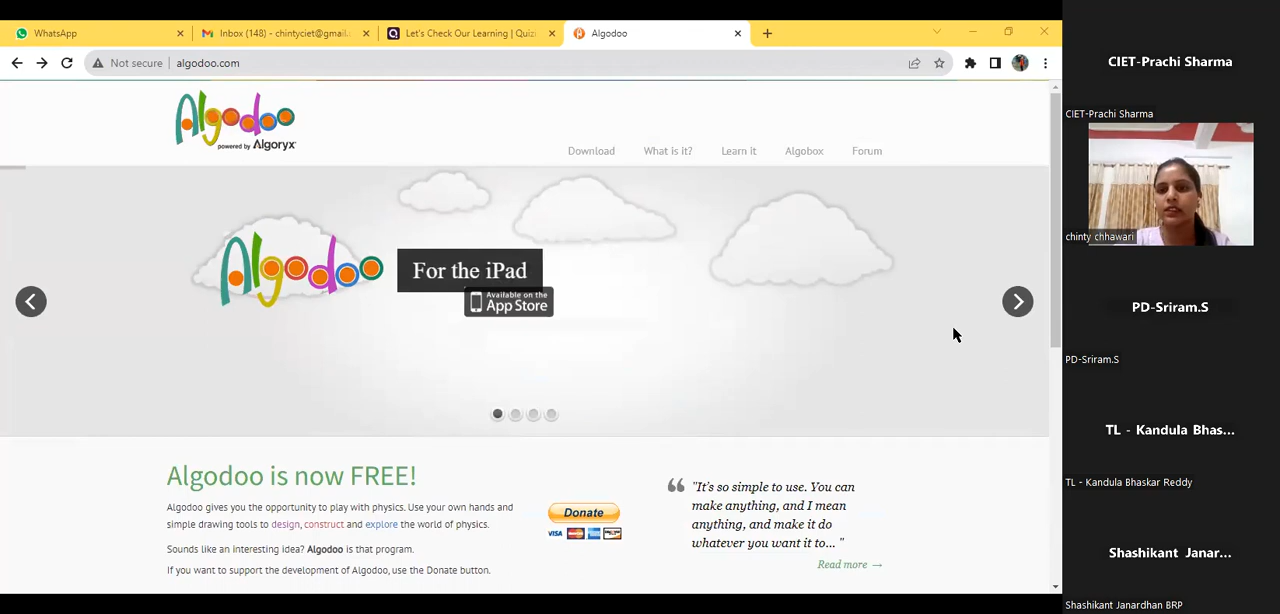 WhatsApp
Inbox (148) - chintyciet@gmail.
Let's Check Our Learning | Quizi
Algodoo
Not secure
algodoo.com
Algodoo
powered by Algoryx
Download
What is it?
Learn it
Algobox
Forum
Algodoo
For the iPad
Available on the
App Store
Algodoo is now FREE!
Algodoo gives you the opportunity to play with physics. Use your own hands and
simple drawing tools to design, construct and explore the world of physics.
Sounds like an interesting idea? Algodoo is that program.
If you want to support the development of Algodoo, use the Donate button.
Donate
VISA
"It's so simple to use. You can
make anything, and I mean
anything, and make it do
whatever you want it to... "
Read more →
CIET-Prachi Sharma
CIET-Prachi Sharma
chinty chhawari
PD-Sriram.S
PD-Sriram.S
TL - Kandula Bhas...
TL - Kandula Bhaskar Reddy
Shashikant Janar...
Shashikant Janardhan BRP